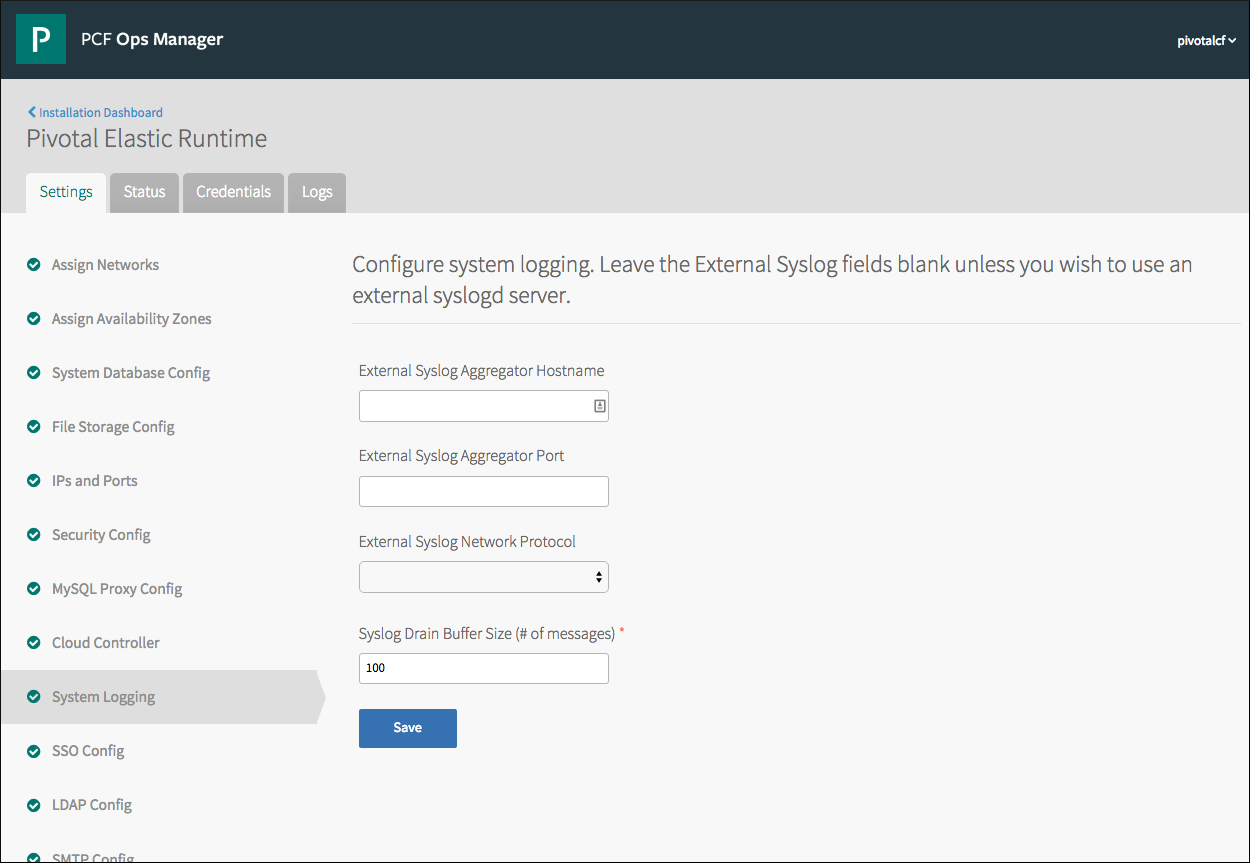 P
PCF Ops Manager
pivotalcf
Installation Dashboard
Pivotal Elastic Runtime
Settings
Status
Credentials
Logs
Assign Networks
Assign Availability Zones
System Database Config
File Storage Config
IPs and Ports
Security Config
MySQL Proxy Config
Cloud Controller
System Logging
SSO Config
LDAP Config
SMTP Config
Configure system logging. Leave the External Syslog fields blank unless you wish to use an
external syslogd server.
External Syslog Aggregator Hostname
External Syslog Aggregator Port
External Syslog Network Protocol
Syslog Drain Buffer Size (# of messages) *
100
Save